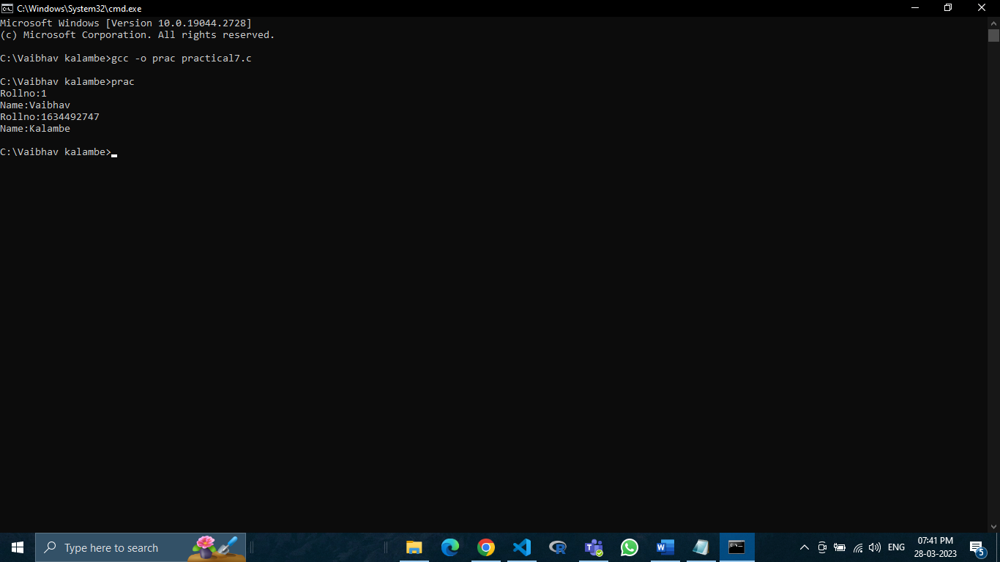 C:\Windows\System32\cmd.exe
Microsoft Windows [Version 10.0.19044.2728]
(c) Microsoft Corporation. All rights reserved.
C:\Vaibhav kalambe>gcc -o prac practical7.c
C:\Vaibhav kalambe>prac
Rollno:1
Name:Vaibhav
Rollno:1634492747
Name:Kalambe
C:\Vaibhav kalambe>
Type here to search
ENG
07:41 PM
28-03-2023
5